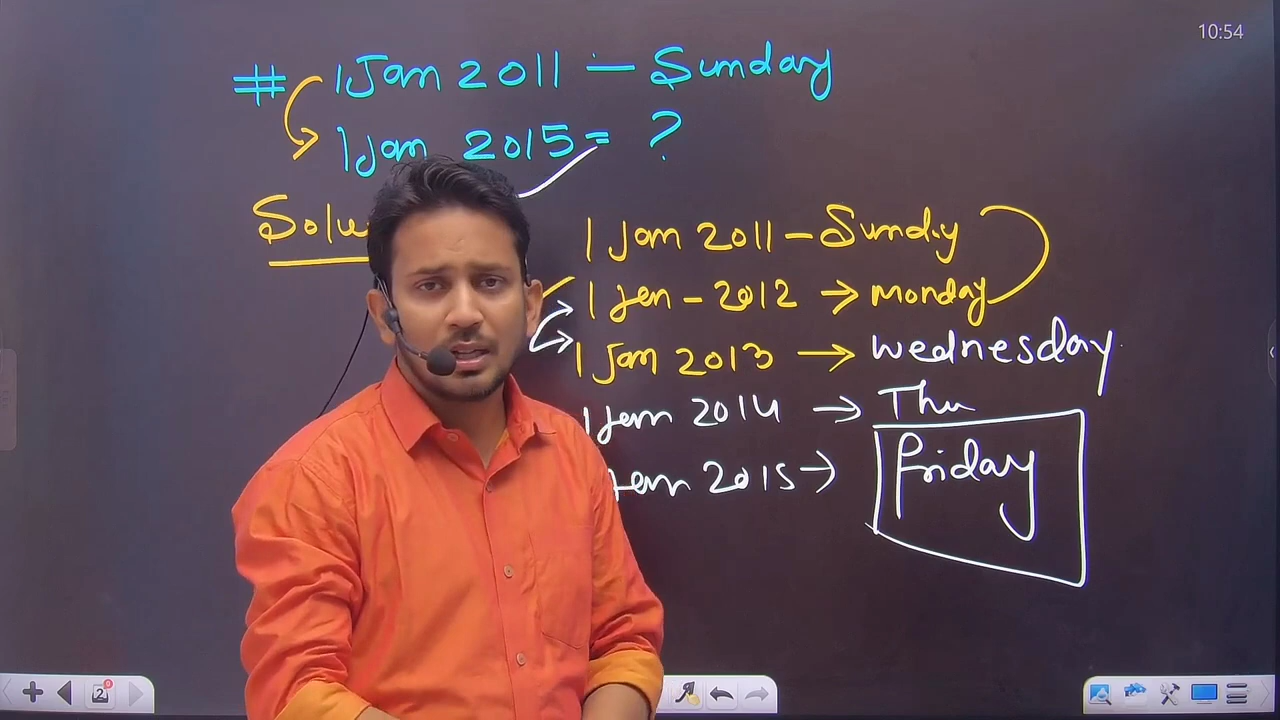 10:54
# 1 Jan 2011 – Sunday
1 Jan 2015 = ?
Solu
1 Jan 2011 – Sunday
1 Jan – 2012 → monday
1 Jan 2013 → wednesday
1 Jan 2014 → Thu
Jan 2015 → Friday
2